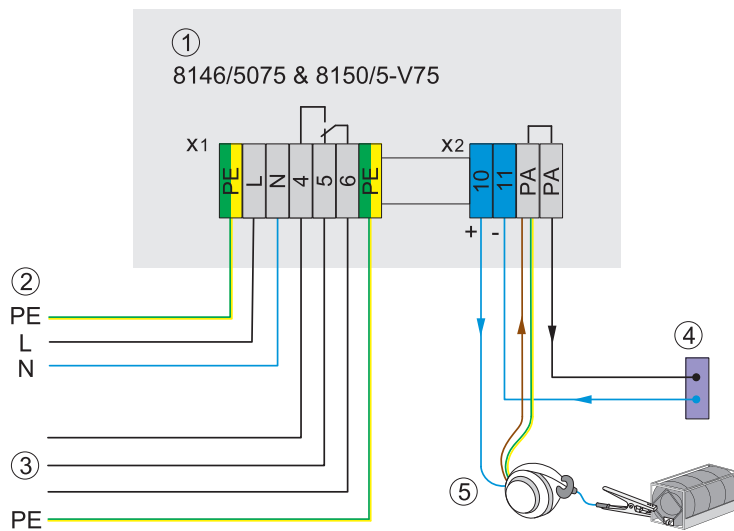 ①
8146/5075 & 8150/5-V75
X1
PE L N 4 5 6 PE
X2
10 11 PA PA
+ -
②
PE
L
N
④
③
⑤
PE